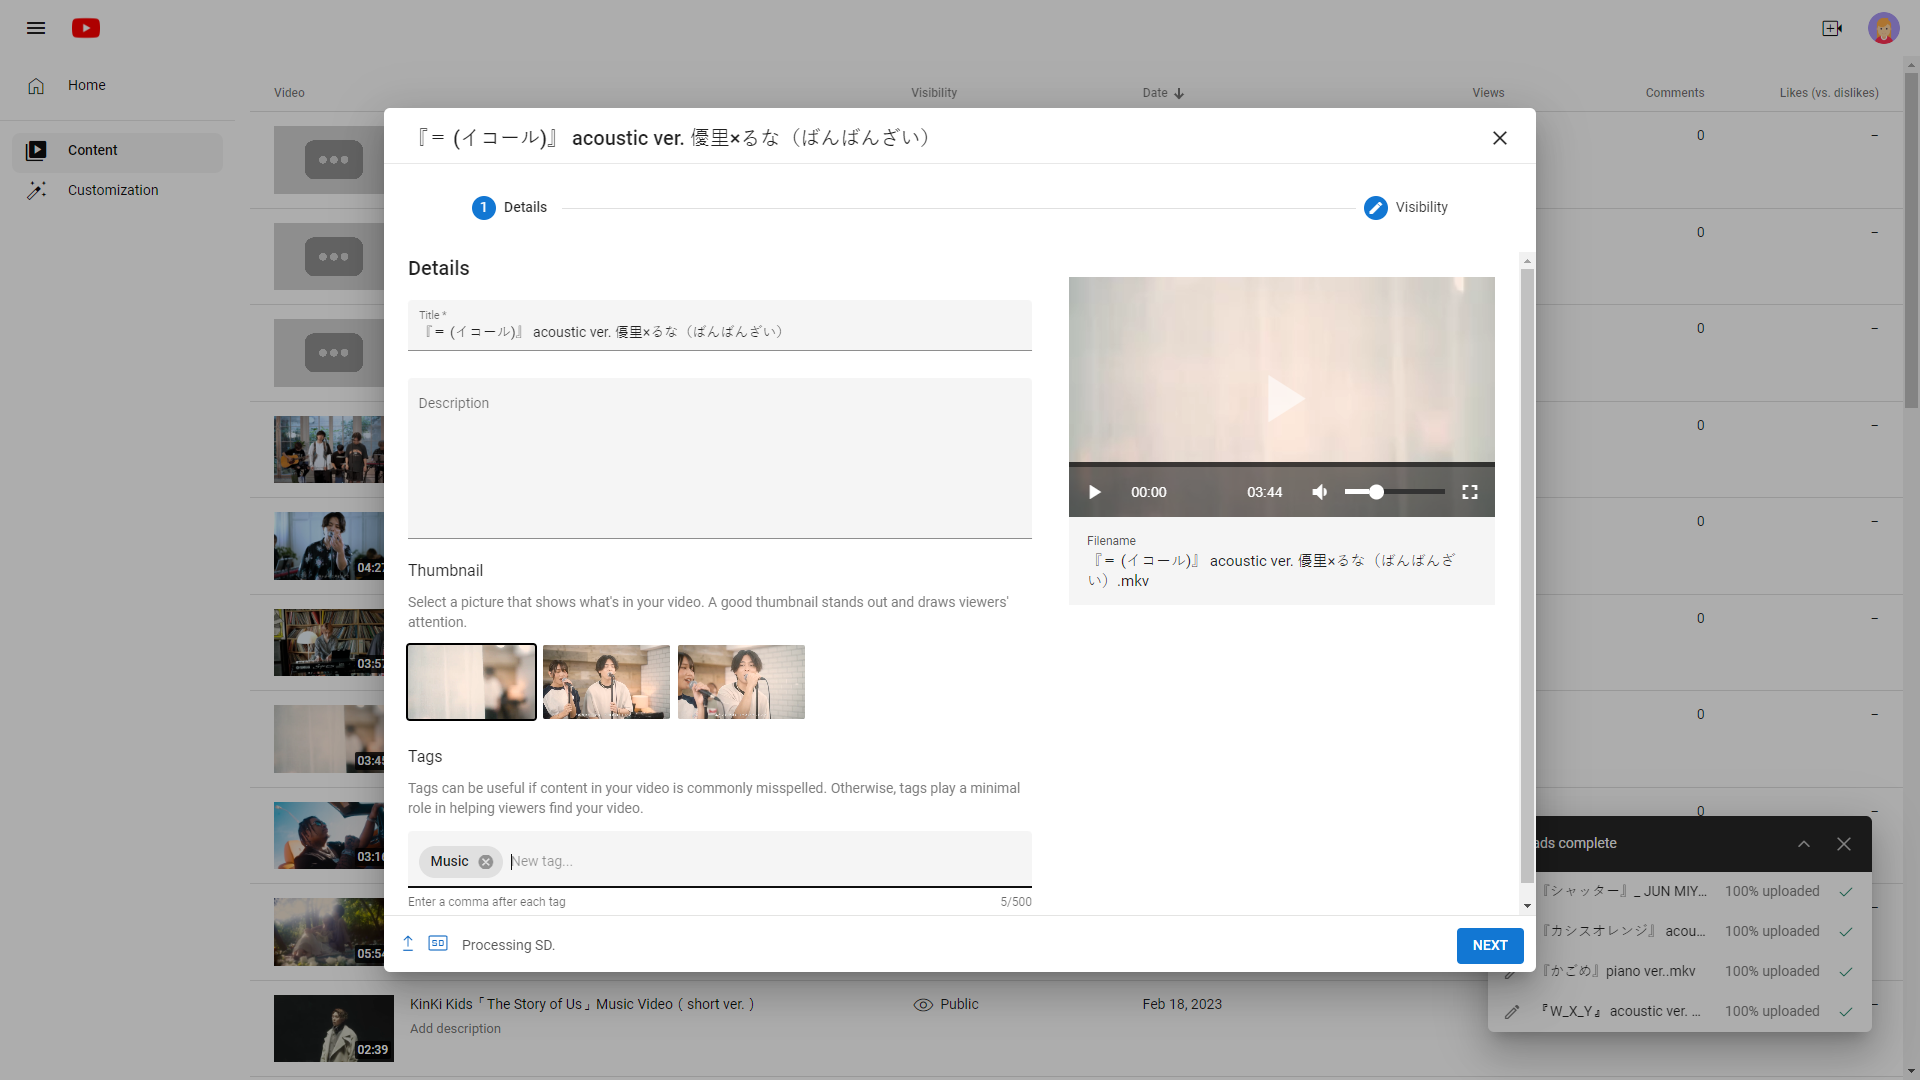 Home
Content
Customization
Video
Visibility
Date
Views
Comments
Likes (vs. dislikes)
0
–
0
–
0
–
0
–
0
–
0
–
0
–
0
–
–
–
04:27
03:57
03:45
03:16
05:54
『＝ (イコール)』 acoustic ver. 優里×るな（ばんばんざい）
1
Details
Visibility
Details
Title *
『＝ (イコール)』 acoustic ver. 優里×るな（ばんばんざい）
Description
Thumbnail
Select a picture that shows what's in your video. A good thumbnail stands out and draws viewers'
attention.
Tags
Tags can be useful if content in your video is commonly misspelled. Otherwise, tags play a minimal
role in helping viewers find your video.
Music
New tag...
Enter a comma after each tag
5/500
00:00
03:44
Filename
『＝ (イコール)』 acoustic ver. 優里×るな（ばんばんざ
い）.mkv
SD
Processing SD.
NEXT
ads complete
『シャッター』_ JUN MIY...
100% uploaded
『カシスオレンジ』 acou...
100% uploaded
『かごめ』piano ver..mkv
100% uploaded
『W_X_Y』 acoustic ver. ...
100% uploaded
KinKi Kids「The Story of Us」Music Video（short ver.）
Add description
02:39
Public
Feb 18, 2023